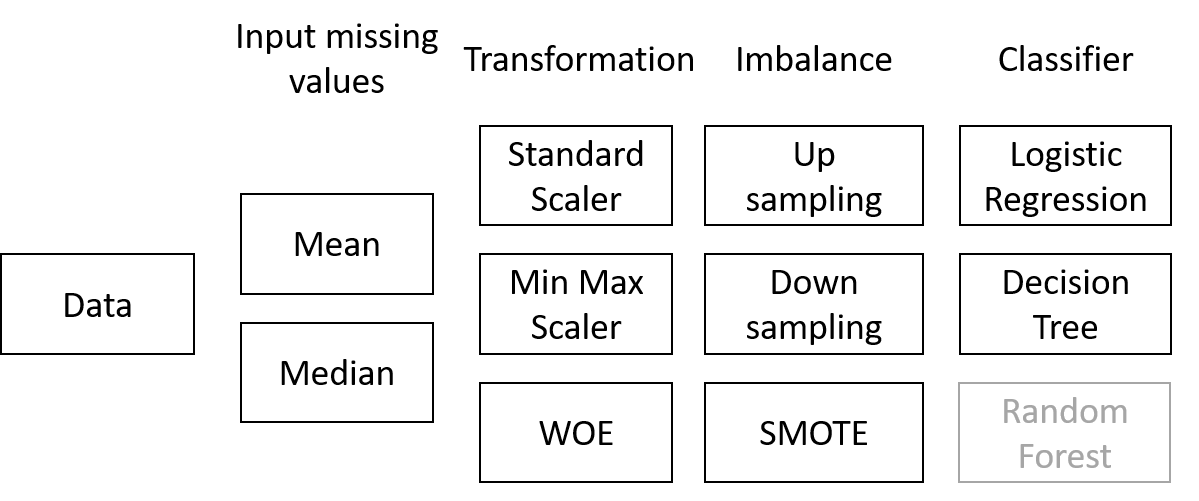 Input missing
values
Transformation
Imbalance
Classifier
Standard
Scaler
Up
sampling
Logistic
Regression
Mean
Data
Min Max
Scaler
Down
sampling
Decision
Tree
Median
WOE
SMOTE
Random
Forest